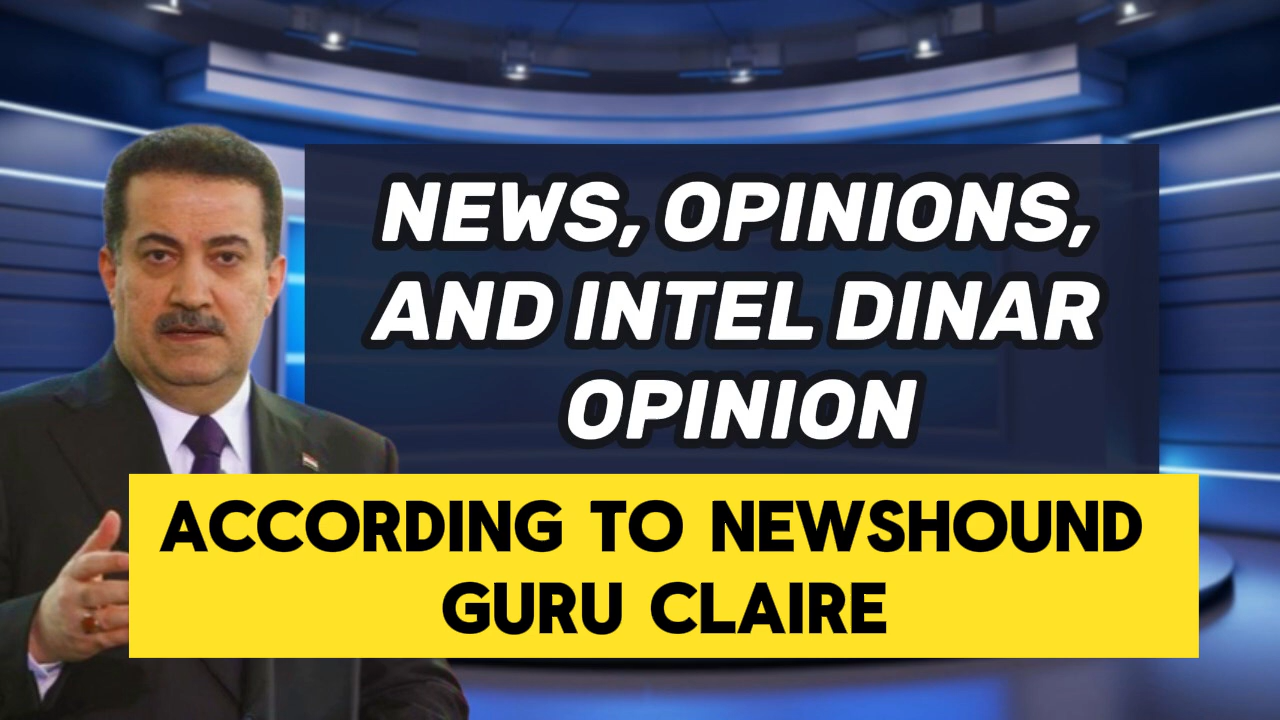 NEWS, OPINIONS,
AND INTEL DINAR
OPINION
ACCORDING TO NEWSHOUND
GURU CLAIRE